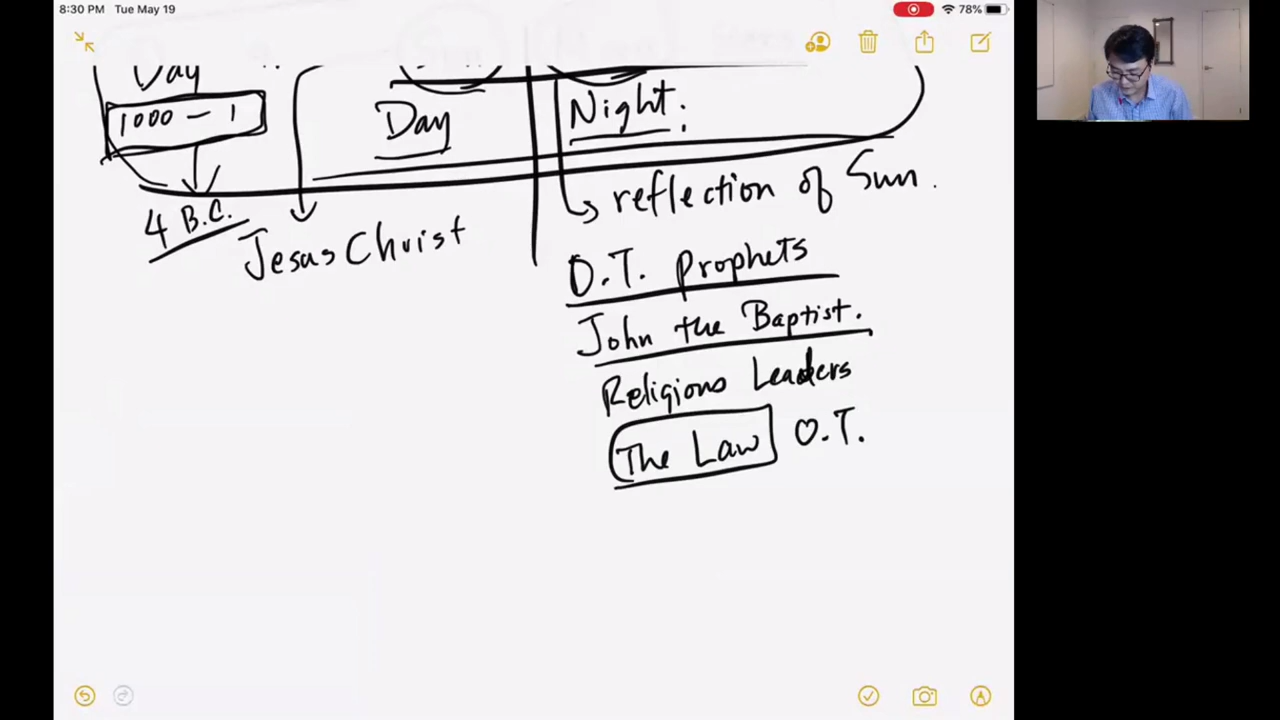 8:30 PM Tue May 19
78%
Day
1000 - 1
Day
Night.
4 B.C.
reflection of Sun.
Jesas Christ
O.T. prophets
John the Baptist.
Religious Leaders
The Law O.T.